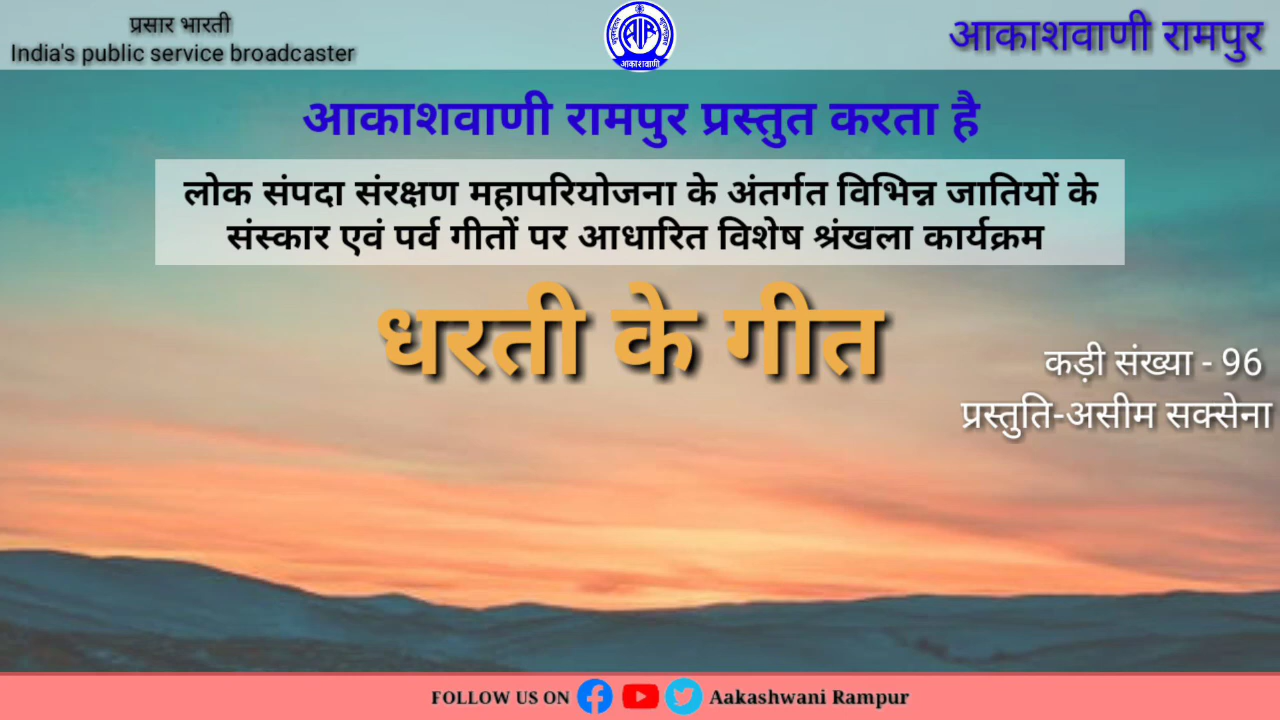 प्रसार भारती
India's public service broadcaster
AIR
आकाशवाणी
आकाशवाणी रामपुर
आकाशवाणी रामपुर प्रस्तुत करता है
लोक संपदा संरक्षण महापरियोजना के अंतर्गत विभिन्न जातियों के
संस्कार एवं पर्व गीतों पर आधारित विशेष श्रंखला कार्यक्रम
धरती के गीत
कड़ी संख्या - 96
प्रस्तुति-असीम सक्सेना
FOLLOW US ON Aakashwani Rampur